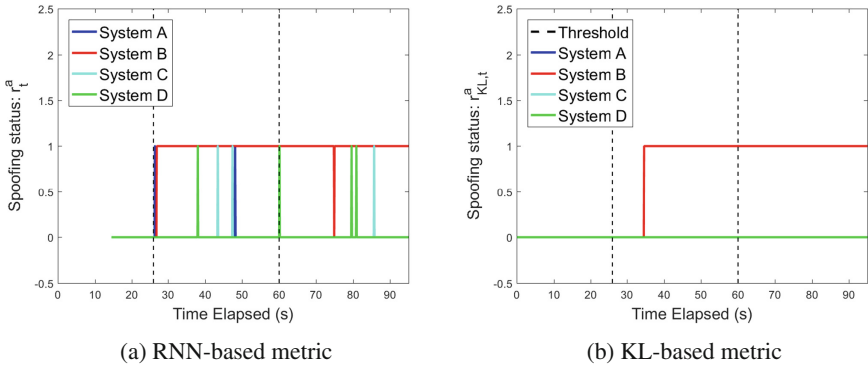 Spoofing status: r_t^a
2.5
2
1.5
1
0.5
0
-0.5
System A
System B
System C
System D
0 10 20 30 40 50 60 70 80 90
Time Elapsed (s)
(a) RNN-based metric
Spoofing status: r_KL,t^a
2.5
2
1.5
1
0.5
0
-0.5
Threshold
System A
System B
System C
System D
0 10 20 30 40 50 60 70 80 90
Time Elapsed (s)
(b) KL-based metric